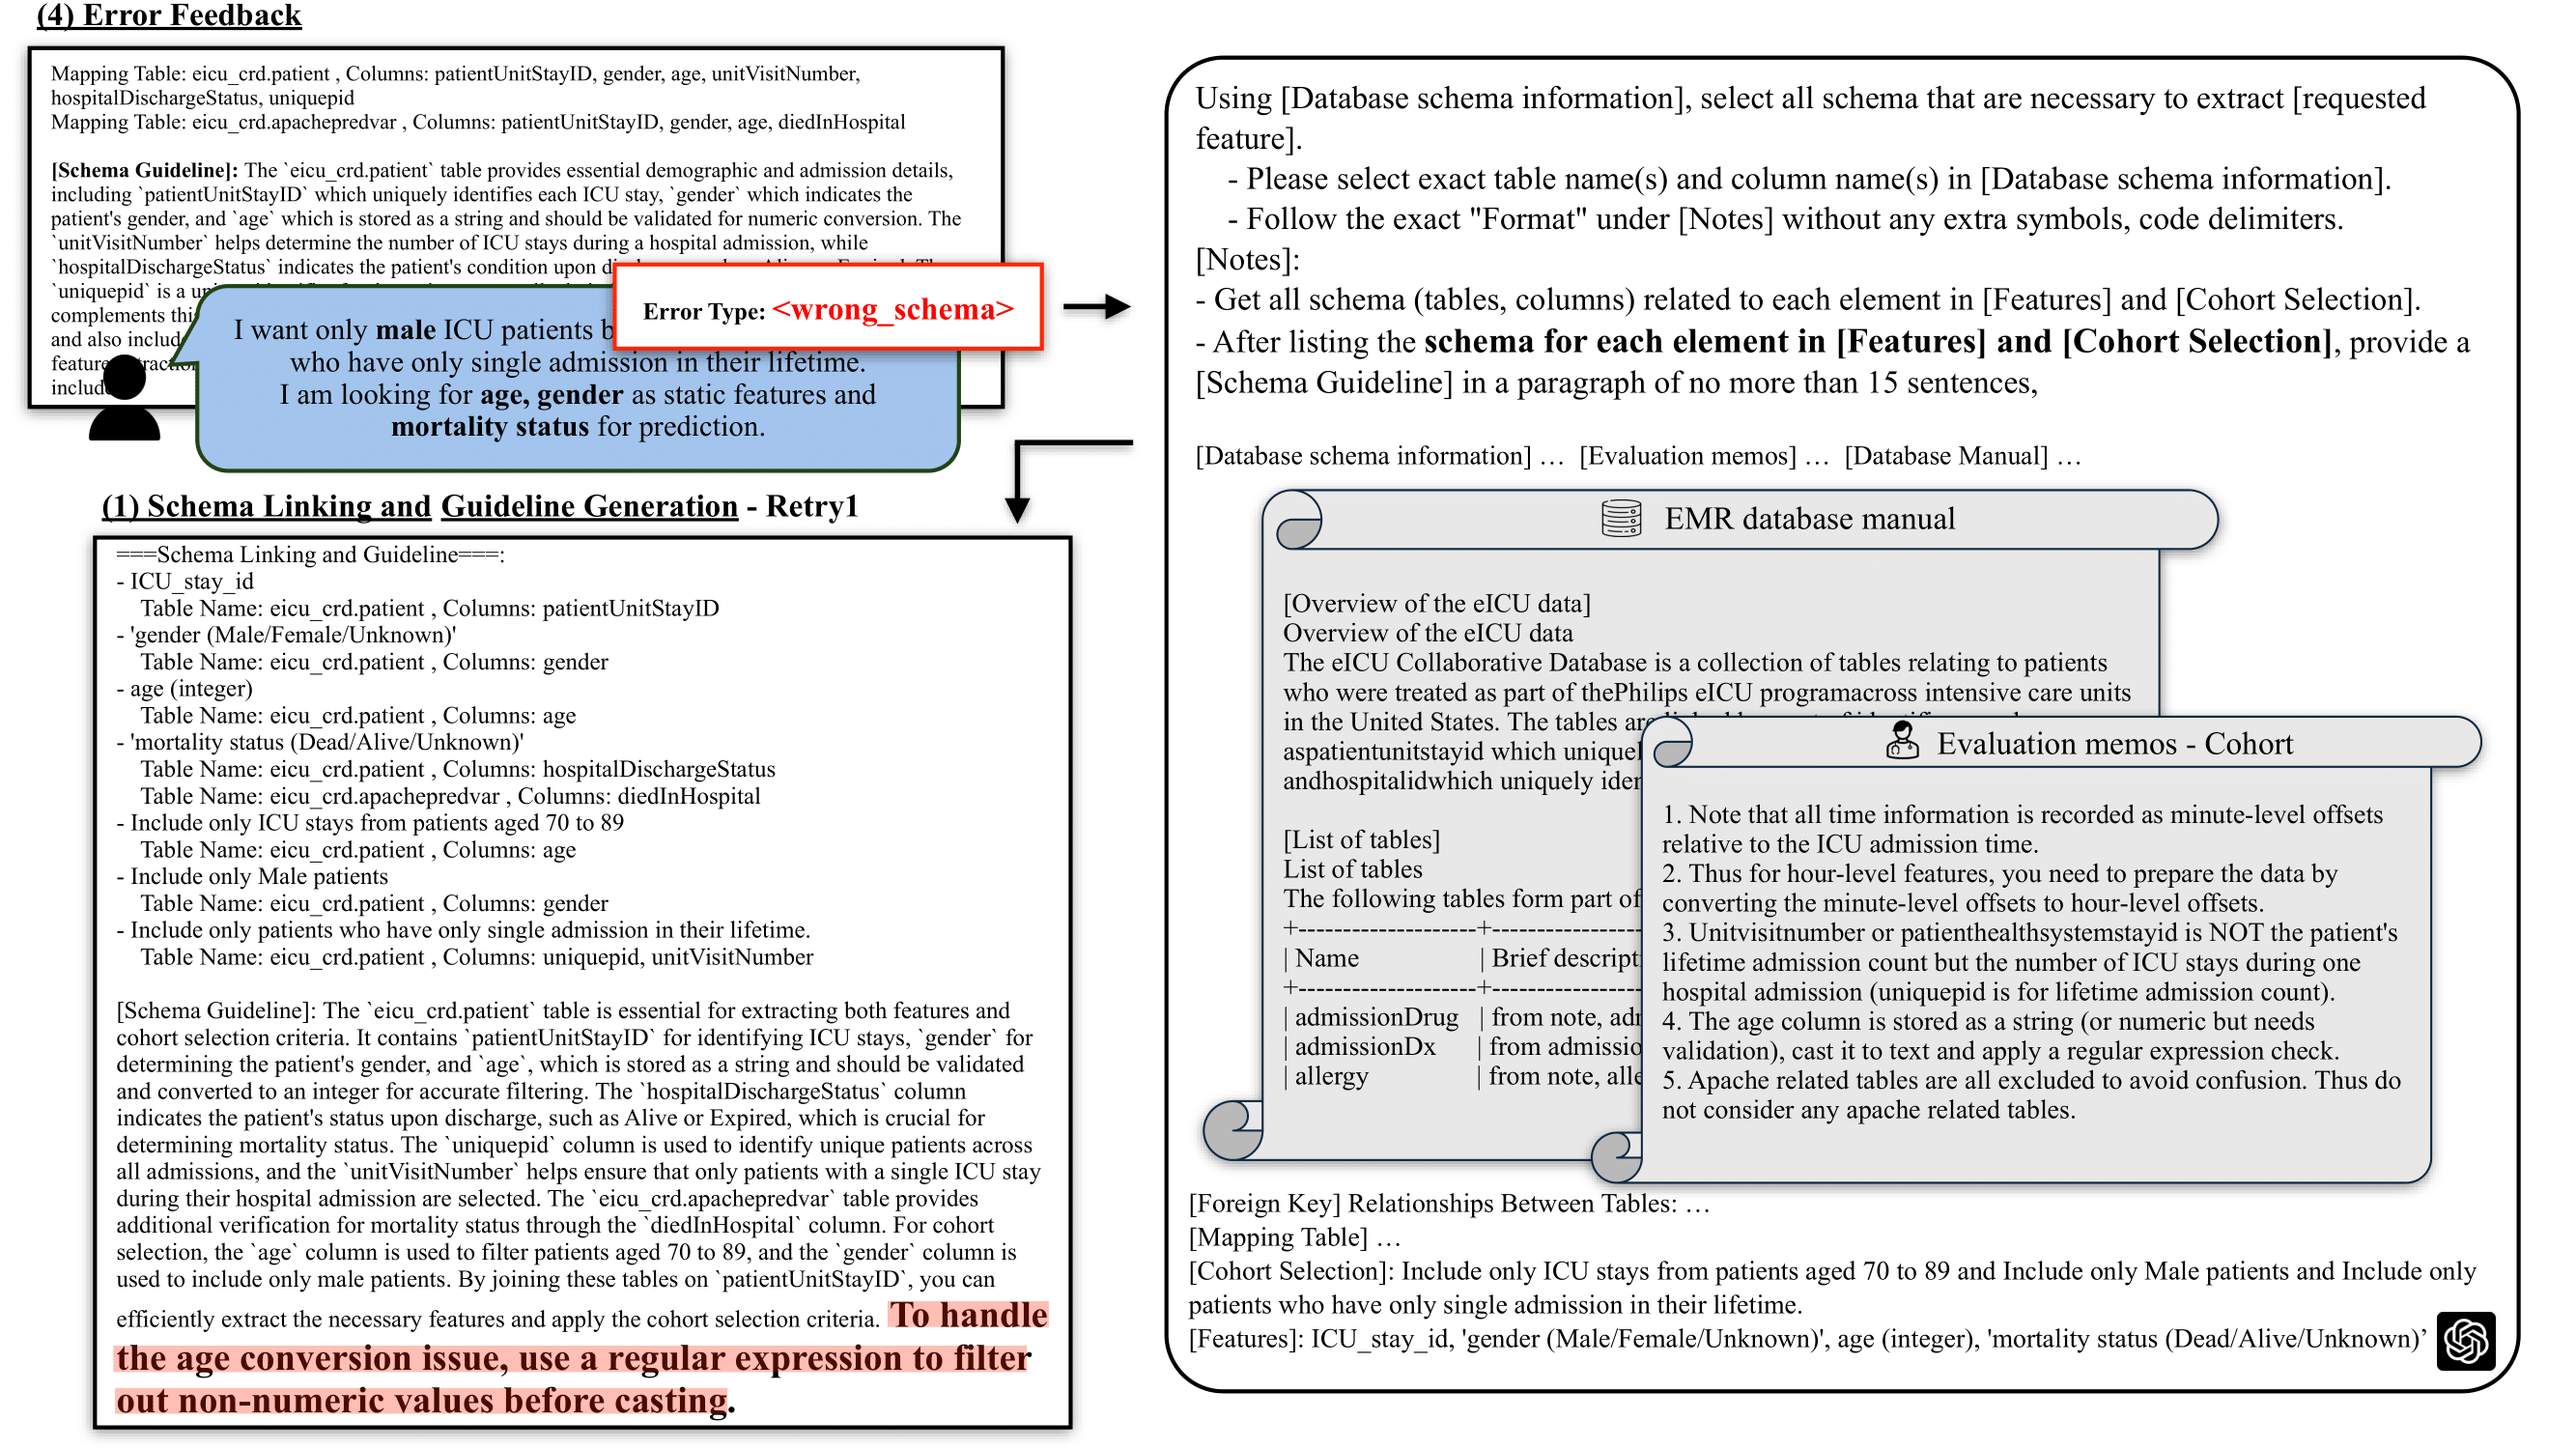 (4) Error Feedback
Mapping Table: eicu_crd.patient , Columns: patientUnitStayID, gender, age, unitVisitNumber,
hospitalDischargeStatus, uniquepid
Mapping Table: eicu_crd.apachepredvar , Columns: patientUnitStayID, gender, age, diedInHospital
[Schema Guideline]: The `eicu_crd.patient` table provides essential demographic and admission details,
including `patientUnitStayID` which uniquely identifies each ICU stay, `gender` which indicates the
patient's gender, and `age` which is stored as a string and should be validated for numeric conversion. The
`unitVisitNumber` helps determine the number of ICU stays during a hospital admission, while
`hospitalDischargeStatus` indicates the patient's condition upon
`uniquepid` is a
complements
and also
Error Type: <wrong_schema>
I want only male ICU patients
who have only single admission in their lifetime.
I am looking for age, gender as static features and
mortality status for prediction.
(1) Schema Linking and Guideline Generation - Retry1
===Schema Linking and Guideline===:
- ICU_stay_id
Table Name: eicu_crd.patient , Columns: patientUnitStayID
- 'gender (Male/Female/Unknown)'
Table Name: eicu_crd.patient , Columns: gender
- age (integer)
Table Name: eicu_crd.patient , Columns: age
- 'mortality status (Dead/Alive/Unknown)'
Table Name: eicu_crd.patient , Columns: hospitalDischargeStatus
Table Name: eicu_crd.apachepredvar , Columns: diedInHospital
- Include only ICU stays from patients aged 70 to 89
Table Name: eicu_crd.patient , Columns: age
- Include only Male patients
Table Name: eicu_crd.patient , Columns: gender
- Include only patients who have only single admission in their lifetime.
Table Name: eicu_crd.patient , Columns: uniquepid, unitVisitNumber
[Schema Guideline]: The `eicu_crd.patient` table is essential for extracting both features and
cohort selection criteria. It contains `patientUnitStayID` for identifying ICU stays, `gender` for
determining the patient's gender, and `age`, which is stored as a string and should be validated
and converted to an integer for accurate filtering. The `hospitalDischargeStatus` column
indicates the patient's status upon discharge, such as Alive or Expired, which is crucial for
determining mortality status. The `uniquepid` column is used to identify unique patients across
all admissions, and the `unitVisitNumber` helps ensure that only patients with a single ICU stay
during their hospital admission are selected. The `eicu_crd.apachepredvar` table provides
additional verification for mortality status through the `diedInHospital` column. For cohort
selection, the `age` column is used to filter patients aged 70 to 89, and the `gender` column is
used to include only male patients. By joining these tables on `patientUnitStayID`, you can
efficiently extract the necessary features and apply the cohort selection criteria. To handle
the age conversion issue, use a regular expression to filter
out non-numeric values before casting.
Using [Database schema information], select all schema that are necessary to extract [requested
feature].
- Please select exact table name(s) and column name(s) in [Database schema information].
- Follow the exact "Format" under [Notes] without any extra symbols, code delimiters.
[Notes]:
- Get all schema (tables, columns) related to each element in [Features] and [Cohort Selection].
- After listing the schema for each element in [Features] and [Cohort Selection], provide a
[Schema Guideline] in a paragraph of no more than 15 sentences,
[Database schema information] … [Evaluation memos] … [Database Manual] …
EMR database manual
[Overview of the eICU data]
Overview of the eICU data
The eICU Collaborative Database is a collection of tables relating to patients
who were treated as part of thePhilips eICU programacross intensive care units
in the United States. The tables
aspatientunitstayid which
andhospitalidwhich uniquely
[List of tables]
List of tables
The following tables form part of
+--------------------+-----------------
| Name | Brief
+--------------------+-----------------
| admissionDrug | from note,
| admissionDx | from
| allergy | from note,
Evaluation memos - Cohort
1. Note that all time information is recorded as minute-level offsets
relative to the ICU admission time.
2. Thus for hour-level features, you need to prepare the data by
converting the minute-level offsets to hour-level offsets.
3. Unitvisitnumber or patienthealthsystemstayid is NOT the patient's
lifetime admission count but the number of ICU stays during one
hospital admission (uniquepid is for lifetime admission count).
4. The age column is stored as a string (or numeric but needs
validation), cast it to text and apply a regular expression check.
5. Apache related tables are all excluded to avoid confusion. Thus do
not consider any apache related tables.
[Foreign Key] Relationships Between Tables: …
[Mapping Table] …
[Cohort Selection]: Include only ICU stays from patients aged 70 to 89 and Include only Male patients and Include only
patients who have only single admission in their lifetime.
[Features]: ICU_stay_id, 'gender (Male/Female/Unknown)', age (integer), 'mortality status (Dead/Alive/Unknown)’